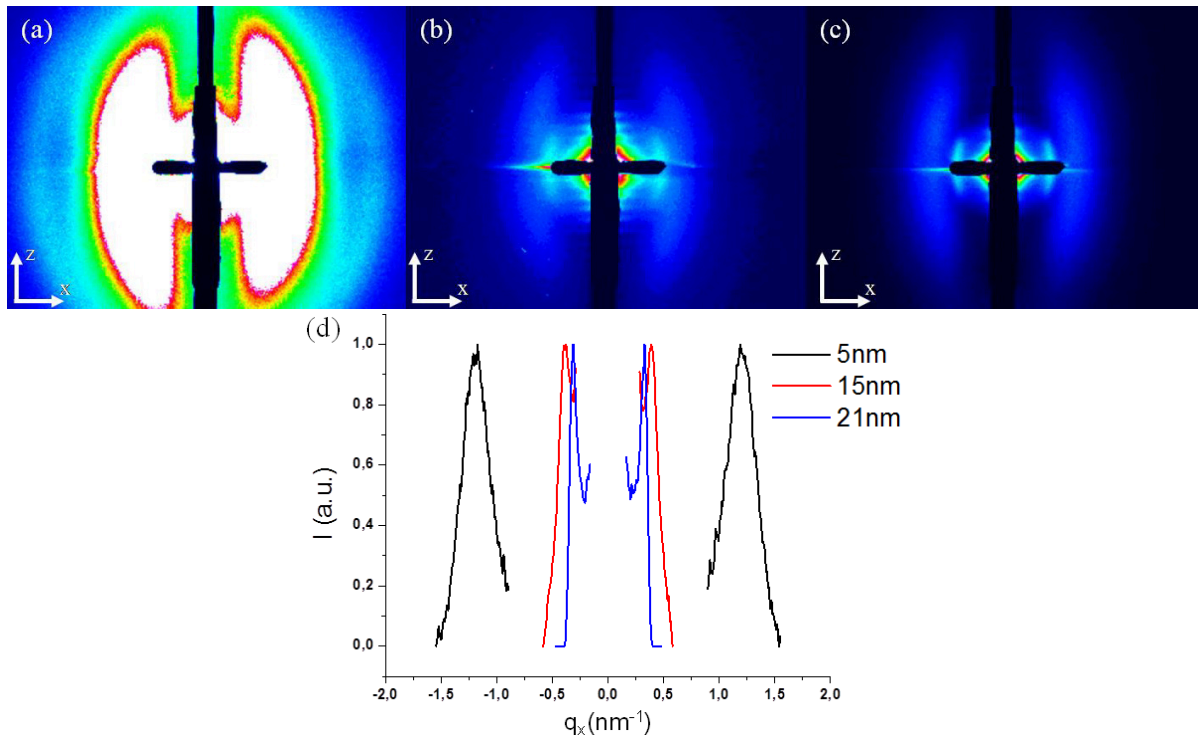 (a)
(b)
(c)
z
x
z
x
z
x
(d)
1,0
0,8
0,6
0,4
0,2
0,0
I (a.u.)
5nm
15nm
21nm
-2,0 -1,5 -1,0 -0,5 0,0 0,5 1,0 1,5 2,0
qₓ(nm⁻¹)